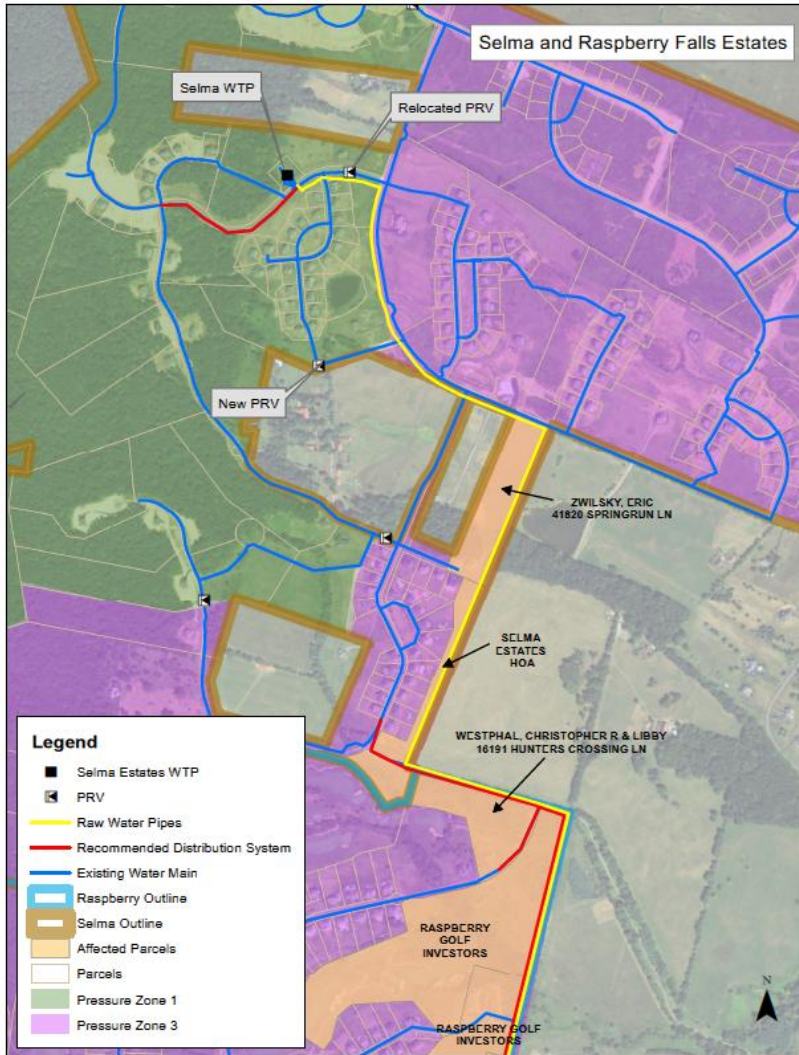 Selma and Raspberry Falls Estates
Selma WTP
Relocated PRV
New PRV
ZWILSKY, ERIC
41820 SPRINGRUN LN
SELMA
ESTATES
HOA
WESTPHAL, CHRISTOPHER R & LIBBY
16191 HUNTERS CROSSING LN
RASPBERRY
GOLF
INVESTORS
RASPBERRY GOLF
INVESTORS
Legend
Selma Estates WTP
PRV
Raw Water Pipes
Recommended Distribution System
Existing Water Main
Raspberry Outline
Selma Outline
Affected Parcels
Parcels
Pressure Zone 1
Pressure Zone 3
N